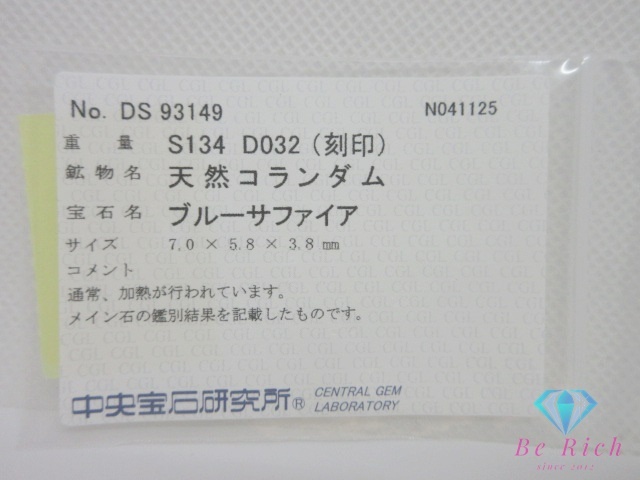 No. DS 93149 N041125
重 量 S134 D032 (刻印)
鉱物名 天然コランダム
宝石名 ブルーサファイア
サイズ 7.0 × 5.8 × 3.8 mm
コメント
通常、加熱が行われています。
メイン石の鑑別結果を記載したものです。
中央宝石研究所® CENTRAL GEM
LABORATORY
Be Rich
since 2012